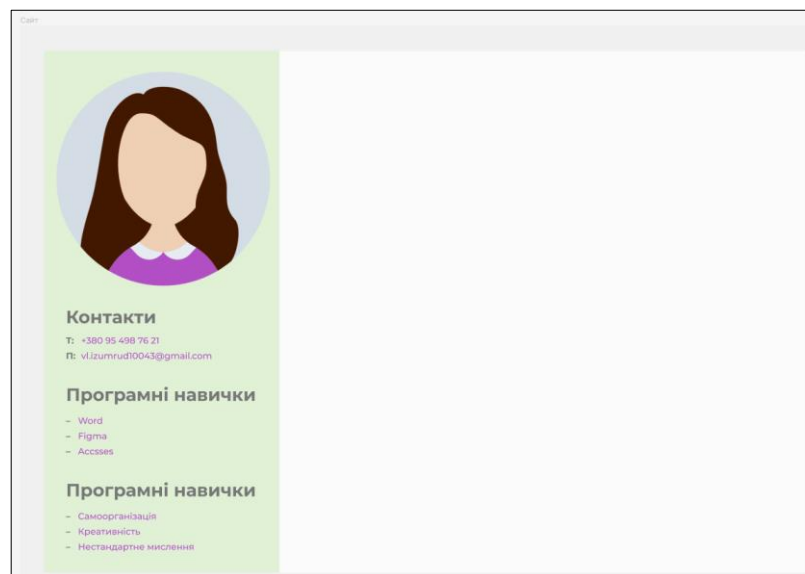 Сайт
Контакти
Т: +380 95 498 76 21
П: vl.izumrud10043@gmail.com
Програмні навички
– Word
– Figma
– Accsses
Програмні навички
– Самоорганізація
– Креативність
– Нестандартне мислення